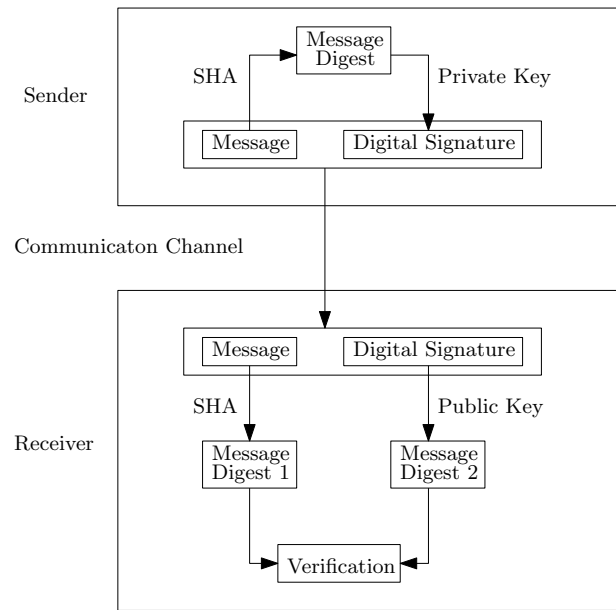 Message
Digest
SHA
Private Key
Sender
Message
Digital Signature
Communicaton Channel
Message
Digital Signature
SHA
Public Key
Receiver
Message
Digest 1
Message
Digest 2
Verification